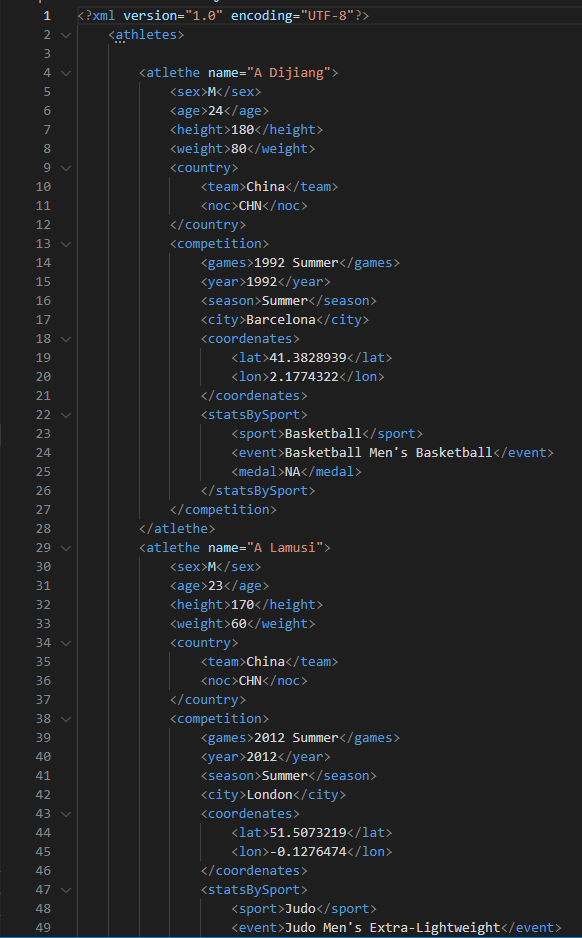 1 <?xml version="1.0" encoding="UTF-8"?>
2 <athletes>
3
4 <atlethe name="A Dijiang">
5 <sex>M</sex>
6 <age>24</age>
7 <height>180</height>
8 <weight>80</weight>
9 <country>
10 <team>China</team>
11 <noc>CHN</noc>
12 </country>
13 <competition>
14 <games>1992 Summer</games>
15 <year>1992</year>
16 <season>Summer</season>
17 <city>Barcelona</city>
18 <coordenates>
19 <lat>41.3828939</lat>
20 <lon>2.1774322</lon>
21 </coordenates>
22 <statsBySport>
23 <sport>Basketball</sport>
24 <event>Basketball Men's Basketball</event>
25 <medal>NA</medal>
26 </statsBySport>
27 </competition>
28 </atlethe>
29 <atlethe name="A Lamusi">
30 <sex>M</sex>
31 <age>23</age>
32 <height>170</height>
33 <weight>60</weight>
34 <country>
35 <team>China</team>
36 <noc>CHN</noc>
37 </country>
38 <competition>
39 <games>2012 Summer</games>
40 <year>2012</year>
41 <season>Summer</season>
42 <city>London</city>
43 <coordenates>
44 <lat>51.5073219</lat>
45 <lon>-0.1276474</lon>
46 </coordenates>
47 <statsBySport>
48 <sport>Judo</sport>
49 <event>Judo Men's Extra-Lightweight</event>